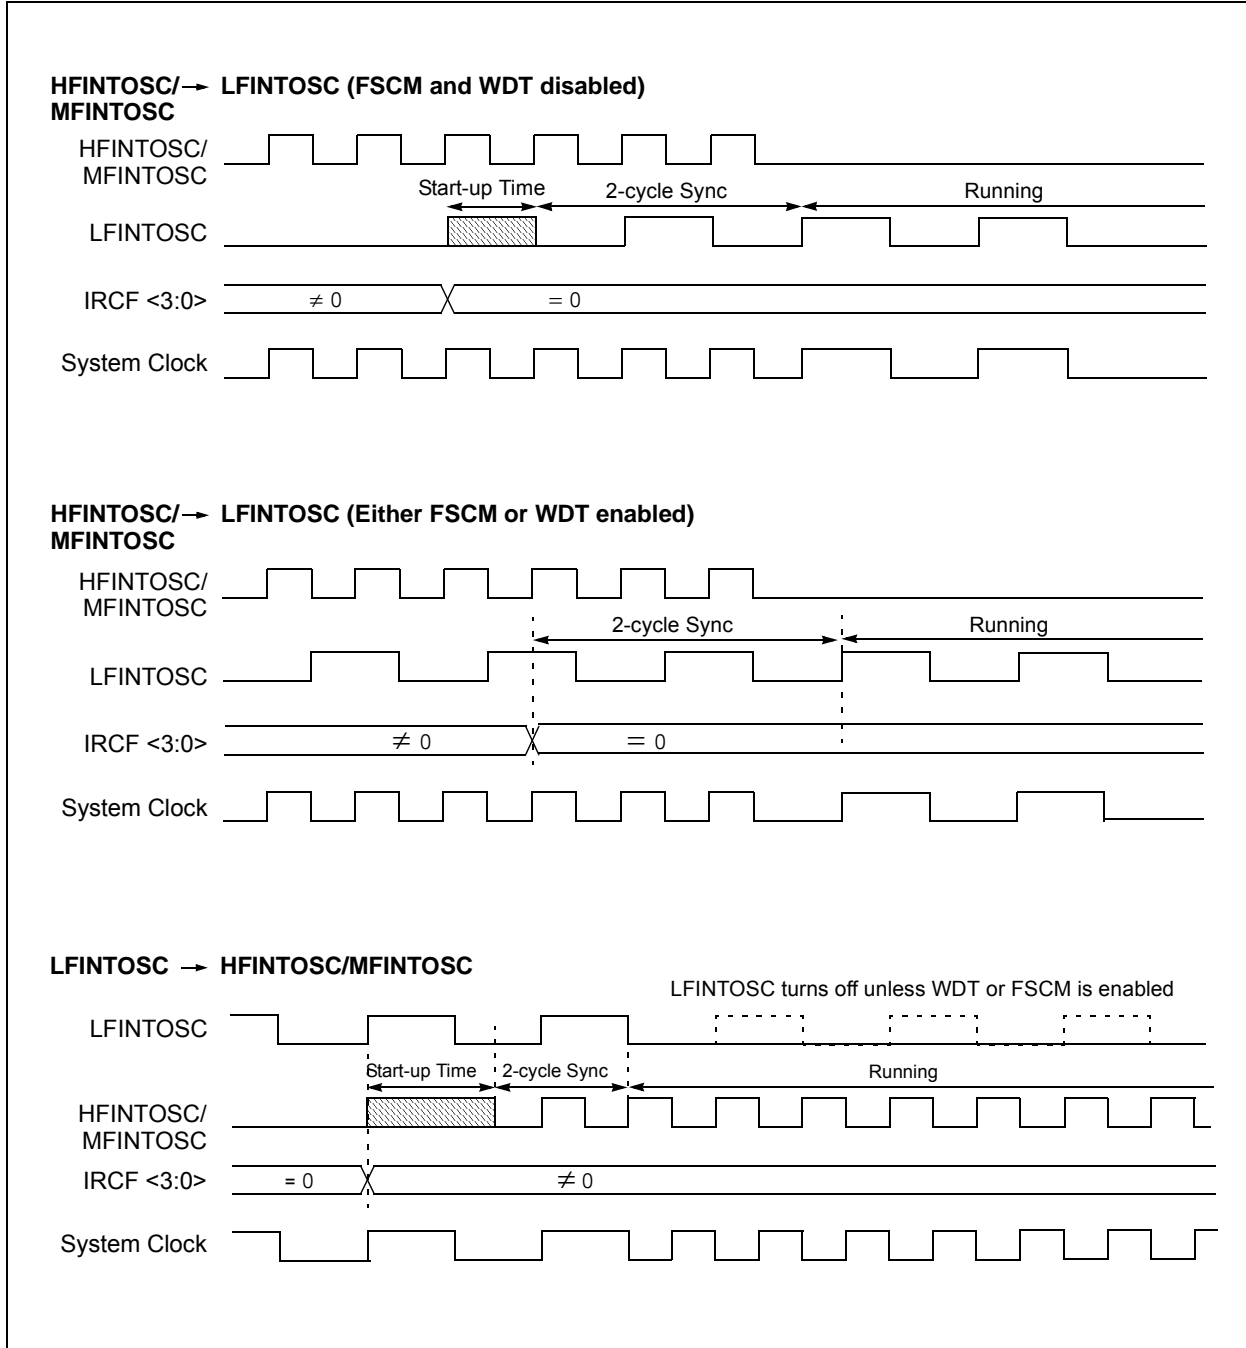 HFINTOSC/ → LFINTOSC (FSCM and WDT disabled)
MFINTOSC
HFINTOSC/
MFINTOSC
Start-up Time 2-cycle Sync Running
LFINTOSC
IRCF <3:0> ≠ 0 = 0
System Clock
HFINTOSC/ → LFINTOSC (Either FSCM or WDT enabled)
MFINTOSC
HFINTOSC/
MFINTOSC
2-cycle Sync Running
LFINTOSC
IRCF <3:0> ≠ 0 = 0
System Clock
LFINTOSC → HFINTOSC/MFINTOSC
LFINTOSC turns off unless WDT or FSCM is enabled
LFINTOSC
Start-up Time 2-cycle Sync Running
HFINTOSC/
MFINTOSC
IRCF <3:0> = 0 ≠ 0
System Clock